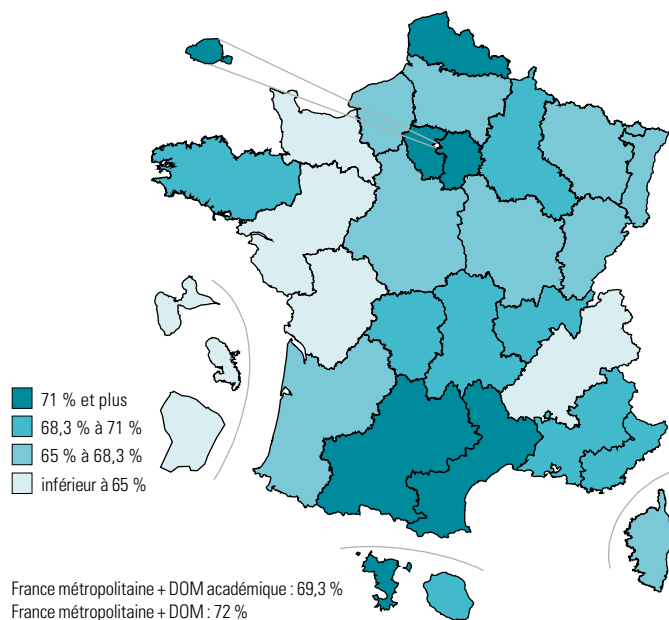 71 % et plus
68,3 % à 71 %
65 % à 68,3 %
inférieur à 65 %
France métropolitaine + DOM académique : 69,3 %
France métropolitaine + DOM : 72 %